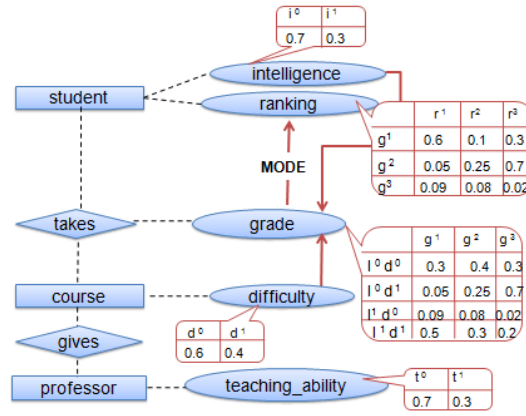 i⁰ i¹
0.7 0.3
intelligence
student
ranking
r¹ r² r³
g¹ 0.6 0.1 0.3
g² 0.05 0.25 0.7
g³ 0.09 0.08 0.02
MODE
takes
grade
g¹ g² g³
I⁰ d⁰ 0.3 0.4 0.3
I⁰ d¹ 0.05 0.25 0.7
I¹ d⁰ 0.09 0.08 0.02
I¹ d¹ 0.5 0.3 0.2
course
difficulty
d⁰ d¹
0.6 0.4
gives
professor
teaching_ability
t⁰ t¹
0.7 0.3